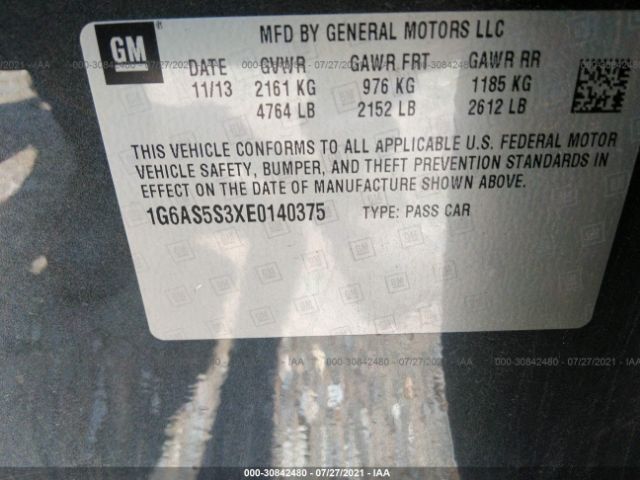 GM
MFD BY GENERAL MOTORS LLC
DATE GVWR GAWR FRT GAWR RR
11/13 2161 KG 976 KG 1185 KG
4764 LB 2152 LB 2612 LB
THIS VEHICLE CONFORMS TO ALL APPLICABLE U.S. FEDERAL MOTOR
VEHICLE SAFETY, BUMPER, AND THEFT PREVENTION STANDARDS IN
EFFECT ON THE DATE OF MANUFACTURE SHOWN ABOVE.
1G6AS5S3XE0140375 TYPE: PASS CAR
000-30842480 - 07/27/2021 - IAA